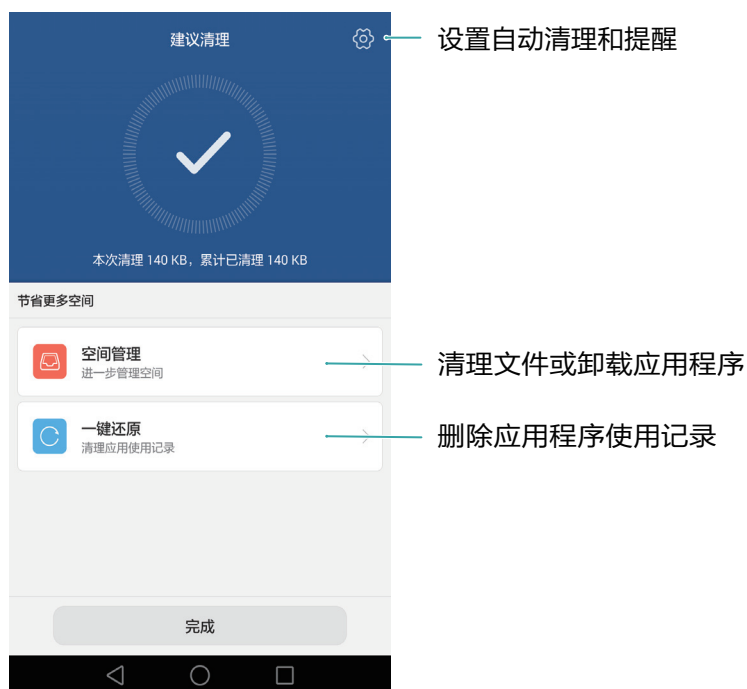 建议清理
设置自动清理和提醒
本次清理 140 KB，累计已清理 140 KB
节省更多空间
空间管理
进一步管理空间
清理文件或卸载应用程序
一键还原
清理应用使用记录
删除应用程序使用记录
完成